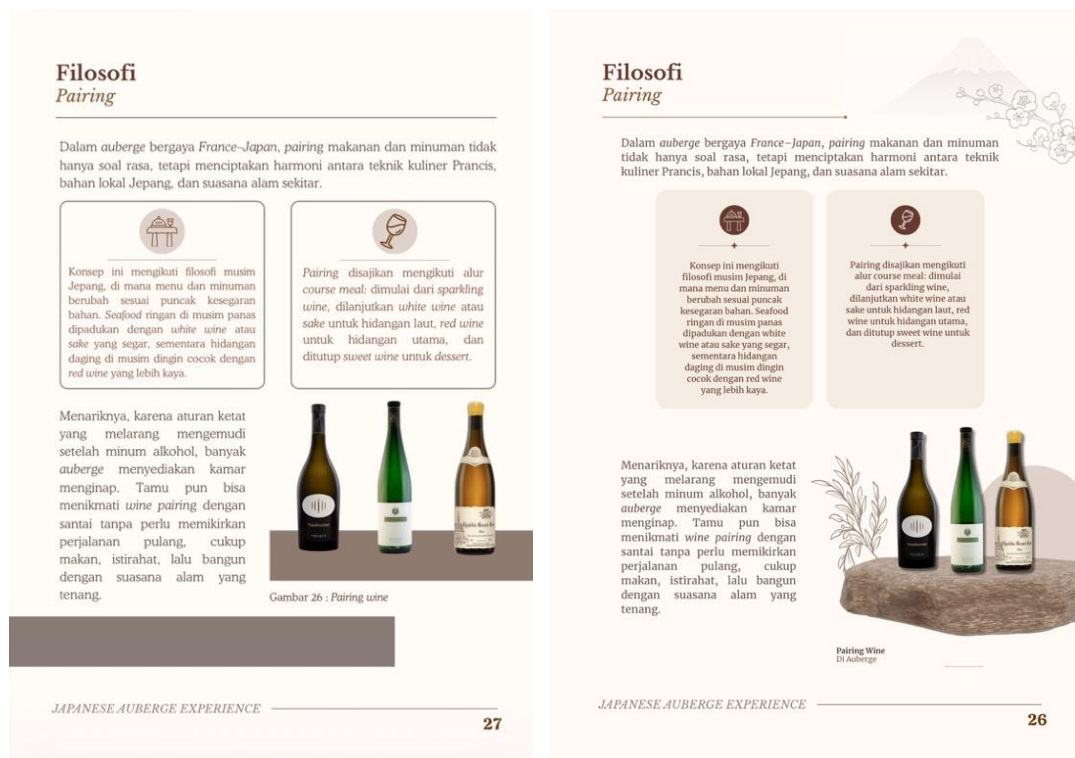 Filosofi
Pairing
Dalam auberge bergaya France–Japan, pairing makanan dan minuman tidak
hanya soal rasa, tetapi menciptakan harmoni antara teknik kuliner Prancis,
bahan lokal Jepang, dan suasana alam sekitar.
Konsep ini mengikuti filosofi musim
Jepang, di mana menu dan minuman
berubah sesuai puncak kesegaran
bahan. Seafood ringan di musim panas
dipadukan dengan white wine atau
sake yang segar, sementara hidangan
daging di musim dingin cocok dengan
red wine yang lebih kaya.
Pairing disajikan mengikuti alur
course meal: dimulai dari sparkling
wine, dilanjutkan white wine atau
sake untuk hidangan laut, red wine
untuk hidangan utama, dan
ditutup sweet wine untuk dessert.
Menariknya, karena aturan ketat
yang melarang mengemudi
setelah minum alkohol, banyak
auberge menyediakan kamar
menginap. Tamu pun bisa
menikmati wine pairing dengan
santai tanpa perlu memikirkan
perjalanan pulang, cukup
makan, istirahat, lalu bangun
dengan suasana alam yang
tenang.
Gambar 26 : Pairing wine
JAPANESE AUBERGE EXPERIENCE
27
Filosofi
Pairing
Dalam auberge bergaya France–Japan, pairing makanan dan minuman
tidak hanya soal rasa, tetapi menciptakan harmoni antara teknik
kuliner Prancis, bahan lokal Jepang, dan suasana alam sekitar.
Konsep ini mengikuti
filosofi musim Jepang, di
mana menu dan minuman
berubah sesuai puncak
kesegaran bahan. Seafood
ringan di musim panas
dipadukan dengan white
wine atau sake yang segar,
sementara hidangan
daging di musim dingin
cocok dengan red wine
yang lebih kaya.
Pairing disajikan mengikuti
alur course meal: dimulai
dari sparkling wine,
dilanjutkan white wine atau
sake untuk hidangan laut, red
wine untuk hidangan utama,
dan ditutup sweet wine untuk
dessert.
Menariknya, karena aturan ketat
yang melarang mengemudi
setelah minum alkohol, banyak
auberge menyediakan kamar
menginap. Tamu pun bisa
menikmati wine pairing dengan
santai tanpa perlu memikirkan
perjalanan pulang, cukup
makan, istirahat, lalu bangun
dengan suasana alam yang
tenang.
Pairing Wine
Di Auberge
JAPANESE AUBERGE EXPERIENCE
26